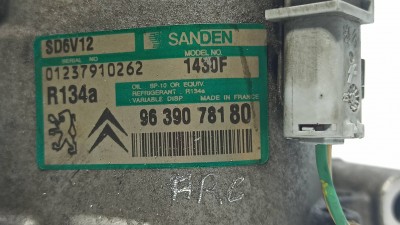 SD6V12 SANDEN
SERIAL NO. MODEL NO.
01237910262 1430F
R134a
OIL SP-10 OR EQUIV.
REFRIGERANT R134a
VARIABLE DISP MADE IN FRANCE
96 390 781 80